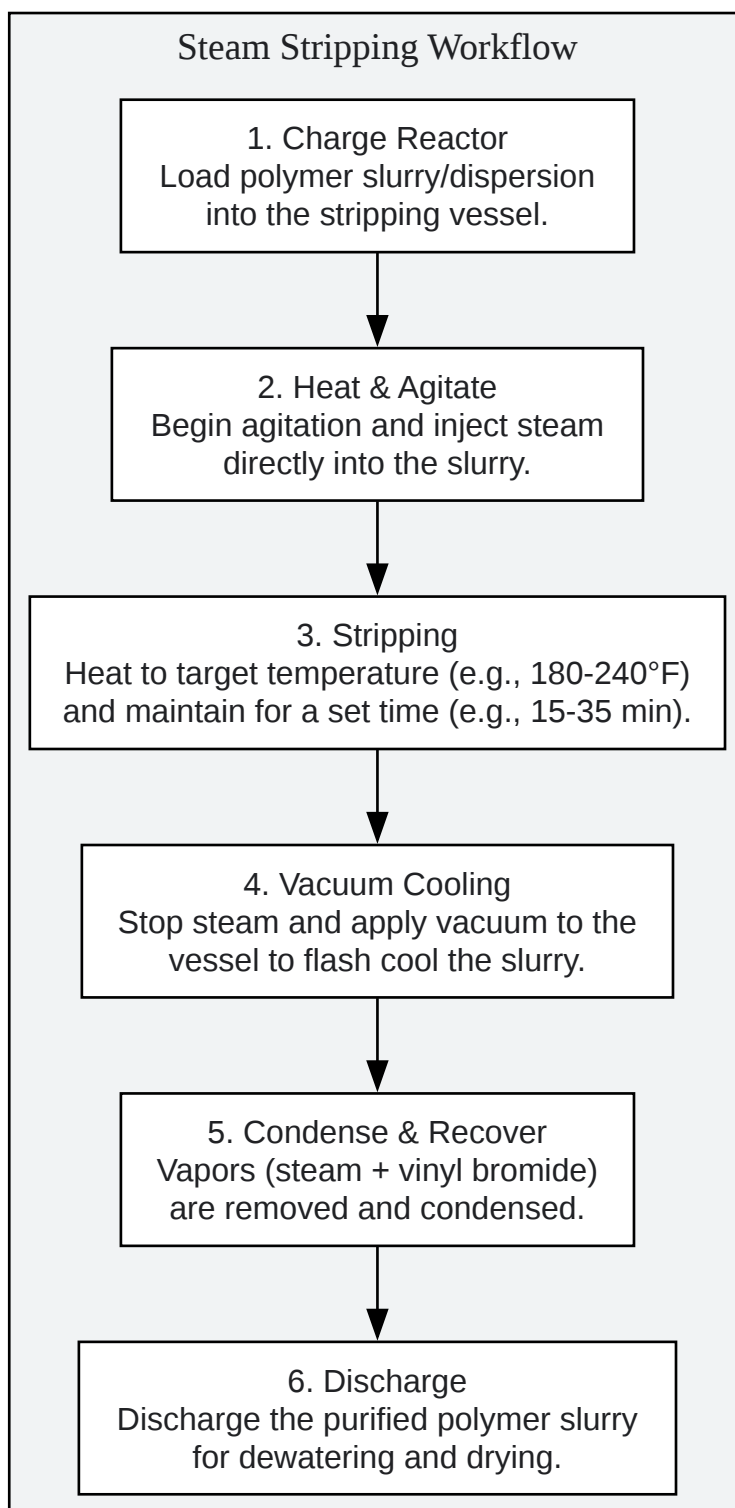 Steam Stripping Workflow
1. Charge Reactor
Load polymer slurry/dispersion
into the stripping vessel.
2. Heat & Agitate
Begin agitation and inject steam
directly into the slurry.
3. Stripping
Heat to target temperature (e.g., 180-240°F)
and maintain for a set time (e.g., 15-35 min).
4. Vacuum Cooling
Stop steam and apply vacuum to the
vessel to flash cool the slurry.
5. Condense & Recover
Vapors (steam + vinyl bromide)
are removed and condensed.
6. Discharge
Discharge the purified polymer slurry
for dewatering and drying.